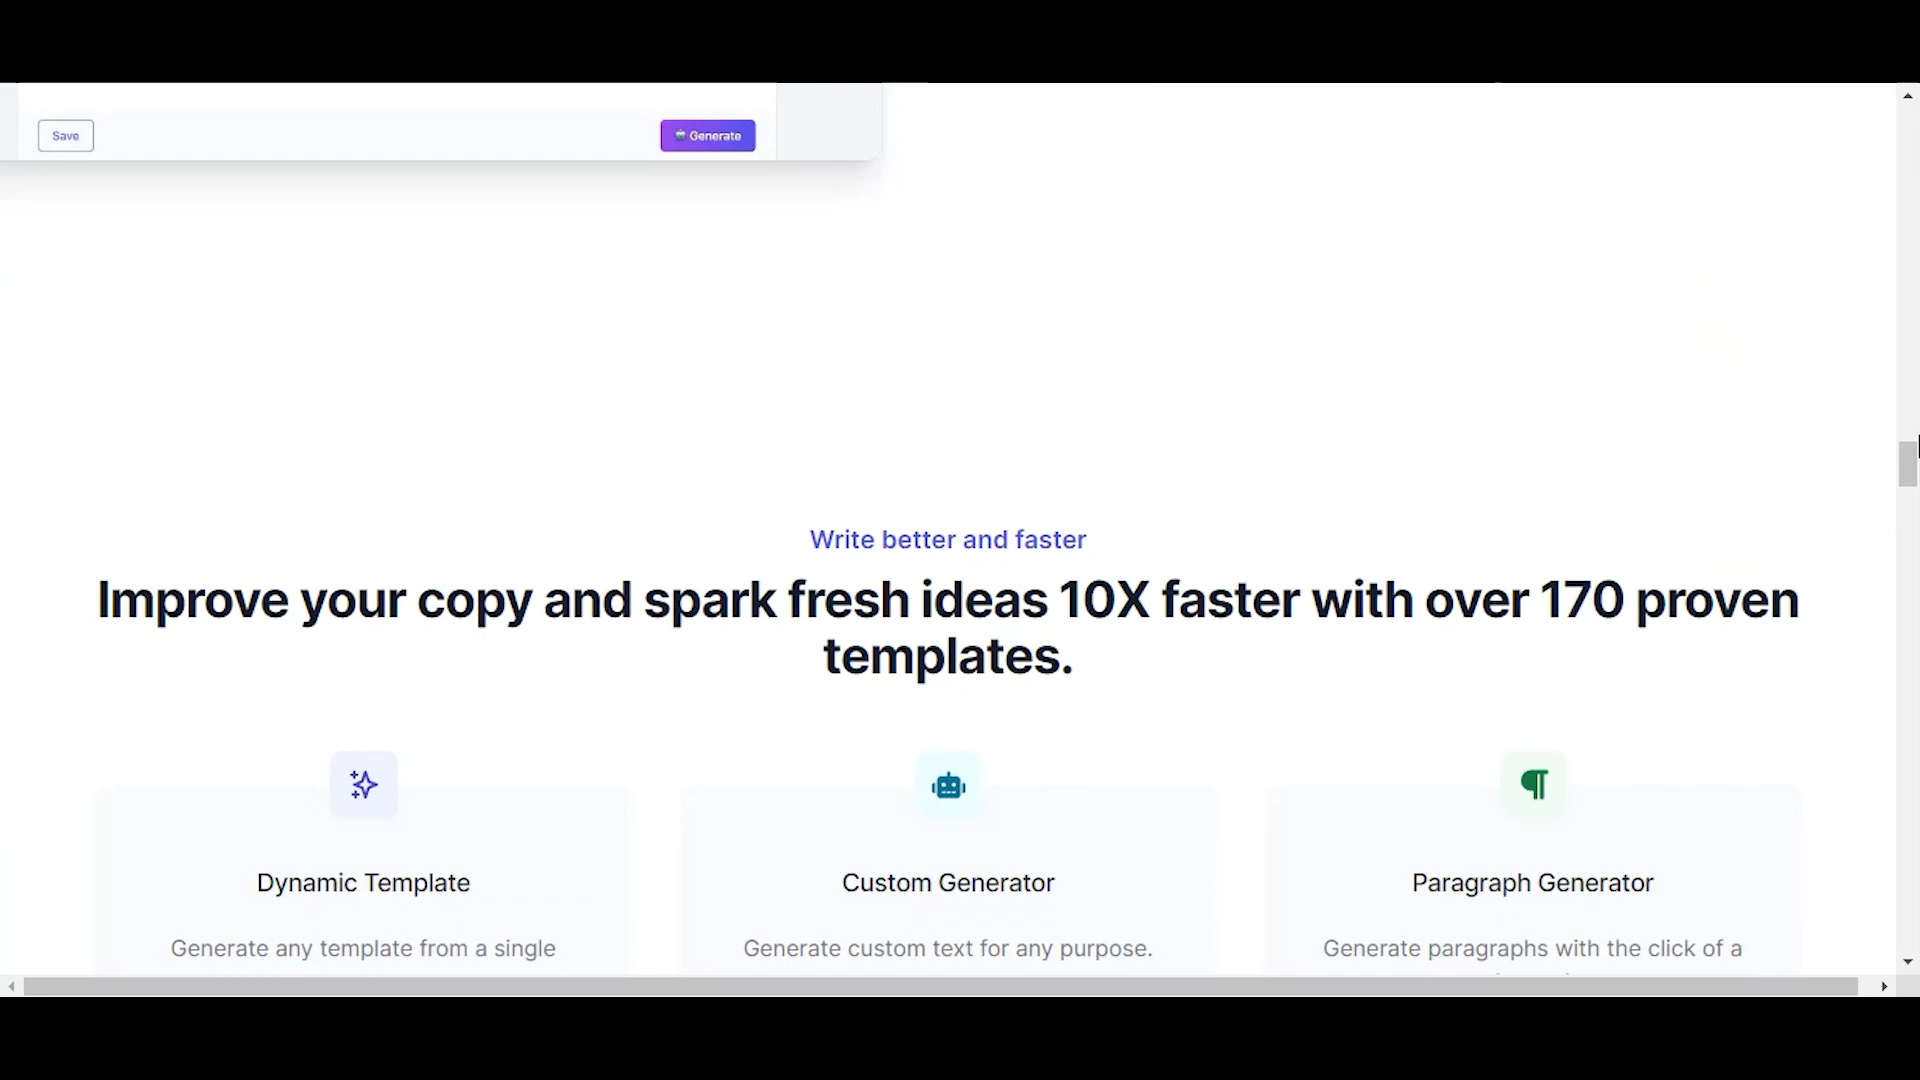 Save
Generate
Write better and faster
Improve your copy and spark fresh ideas 10X faster with over 170 proven
templates.
Dynamic Template
Custom Generator
Paragraph Generator
Generate any template from a single
Generate custom text for any purpose.
Generate paragraphs with the click of a